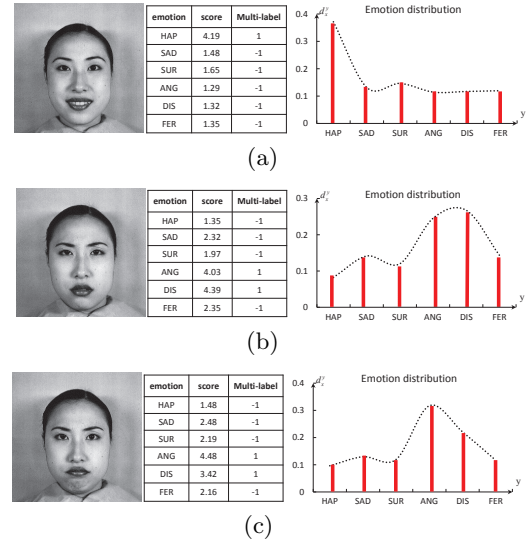 emotion score Multi-label
HAP 4.19 1
SAD 1.48 -1
SUR 1.65 -1
ANG 1.29 -1
DIS 1.32 -1
FER 1.35 -1
Emotion distribution
d_x^y
0.4
0.3
0.2
0.1
0
HAP SAD SUR ANG DIS FER
y
(a)
emotion score Multi-label
HAP 1.35 -1
SAD 2.32 -1
SUR 1.97 -1
ANG 4.03 1
DIS 4.39 1
FER 2.35 -1
Emotion distribution
d_x^y
0.3
0.2
0.1
0
HAP SAD SUR ANG DIS FER
y
(b)
emotion score Multi-label
HAP 1.48 -1
SAD 2.48 -1
SUR 2.19 -1
ANG 4.48 1
DIS 3.42 1
FER 2.16 -1
Emotion distribution
d_x^y
0.4
0.3
0.2
0.1
0
HAP SAD SUR ANG DIS FER
y
(c)